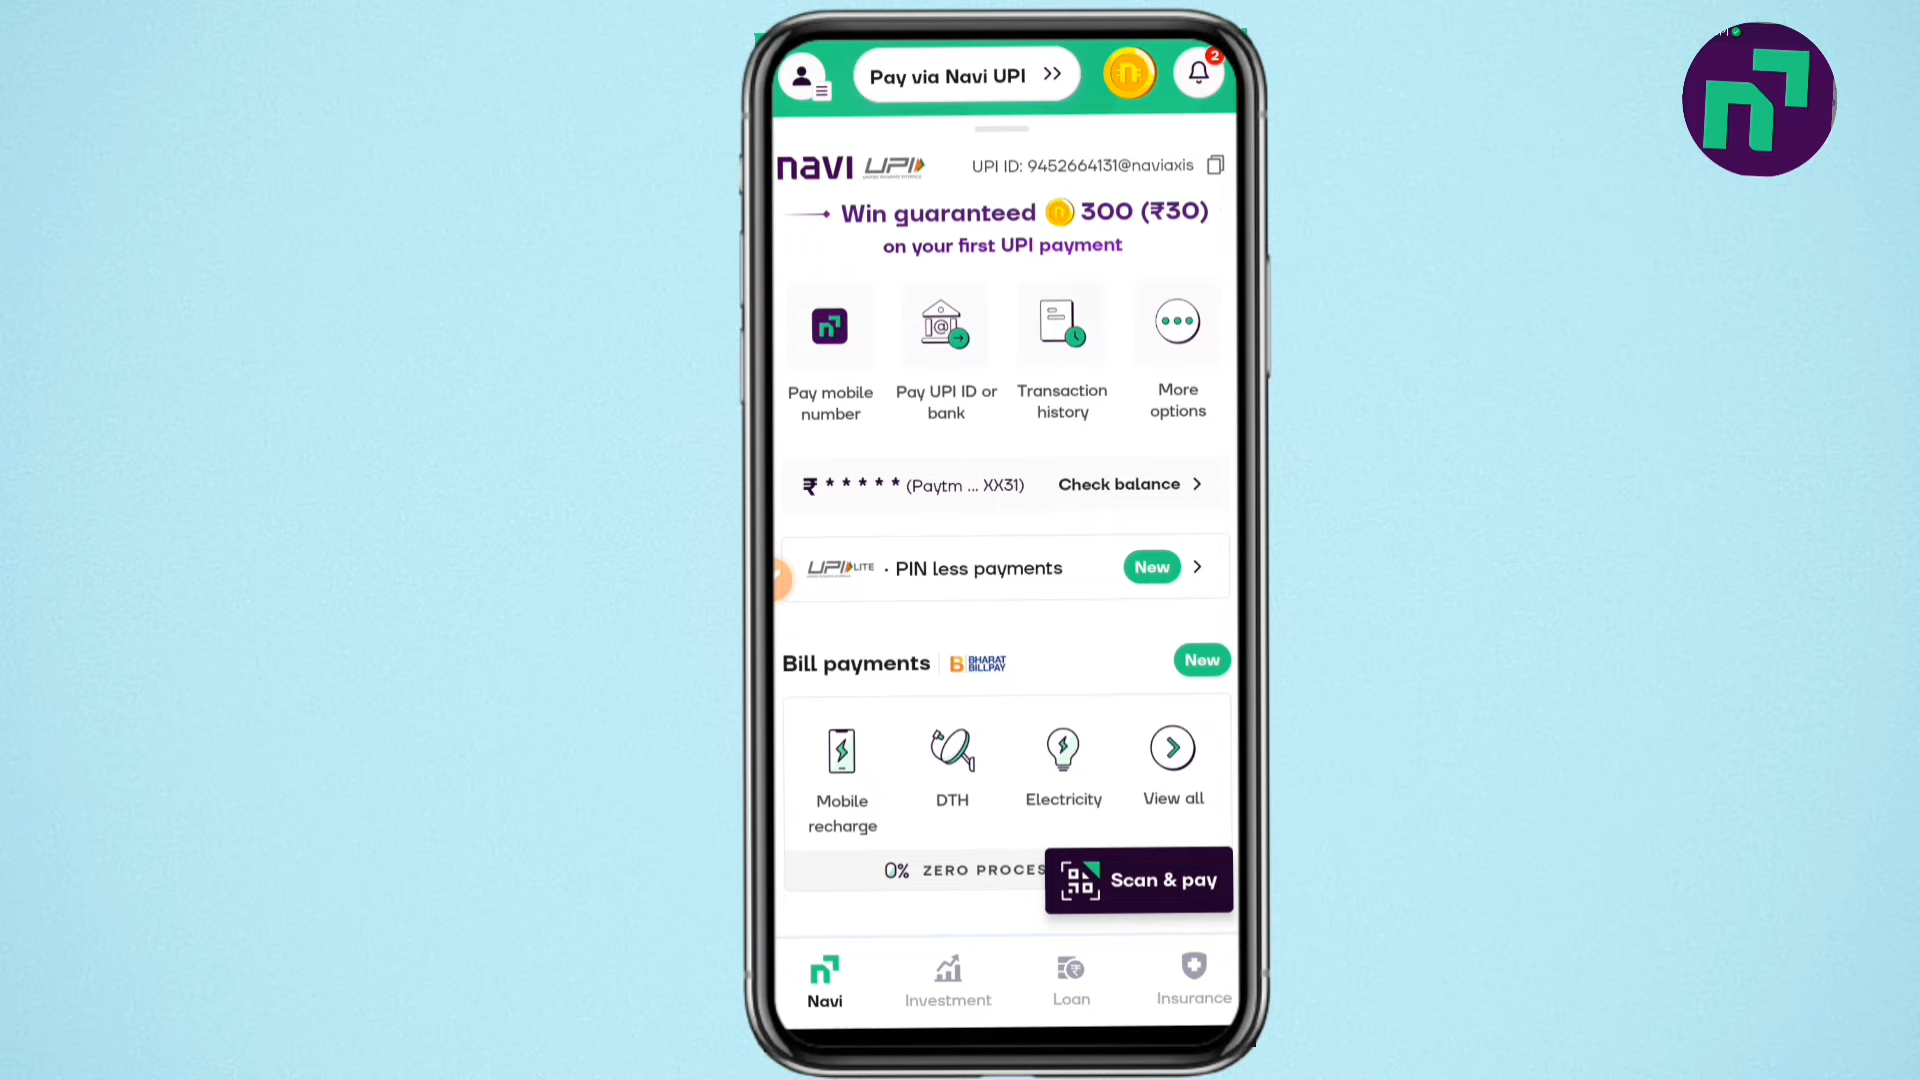 Pay via Navi UPI >>
2
navi UPI UPI ID: 9452664131@naviaxis
Win guaranteed 300 (₹30)
on your first UPI payment
Pay mobile number
Pay UPI ID or bank
Transaction history
More options
₹ * * * * * (Paytm ... XX31) Check balance >
UPI LITE · PIN less payments New >
Bill payments B BHARAT BILLPAY New
Mobile recharge
DTH
Electricity
View all
0% ZERO PROCES
Scan & pay
Navi
Investment
Loan
Insurance